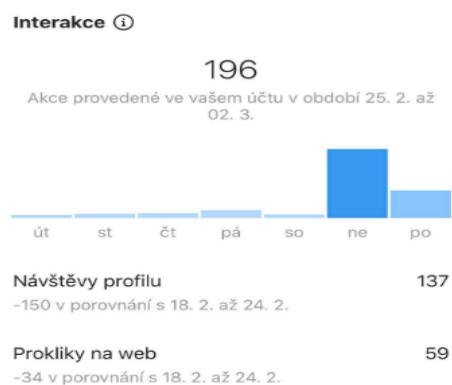 Interakce
196
Akce provedené ve vašem účtu v období 25. 2. až
02. 3.
út st čt pá so ne po
Návštěvy profilu 137
-150 v porovnání s 18. 2. až 24. 2.
Prokliky na web 59
-34 v porovnání s 18. 2. až 24. 2.